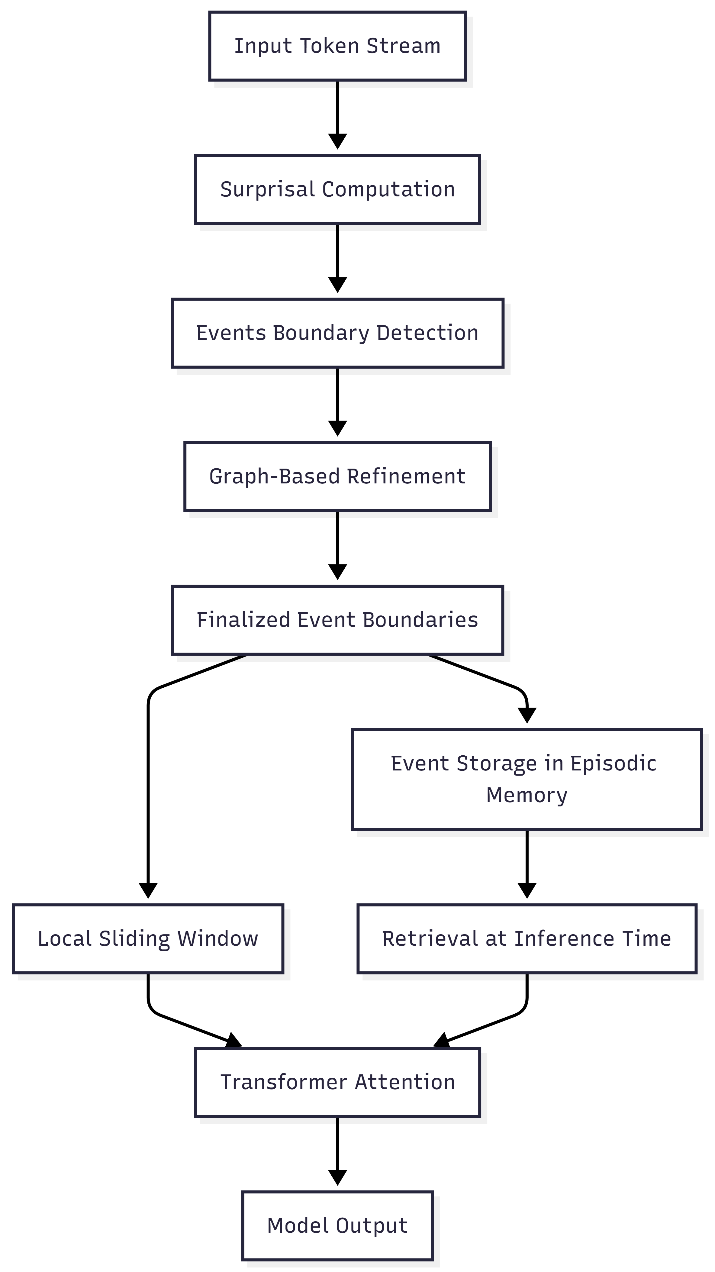 Input Token Stream
Surprisal Computation
Events Boundary Detection
Graph-Based Refinement
Finalized Event Boundaries
Event Storage in Episodic
Memory
Local Sliding Window
Retrieval at Inference Time
Transformer Attention
Model Output